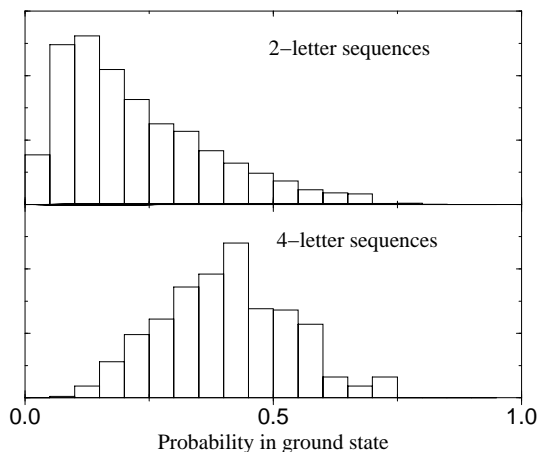 2−letter sequences
4−letter sequences
0.0 0.5 1.0
Probability in ground state